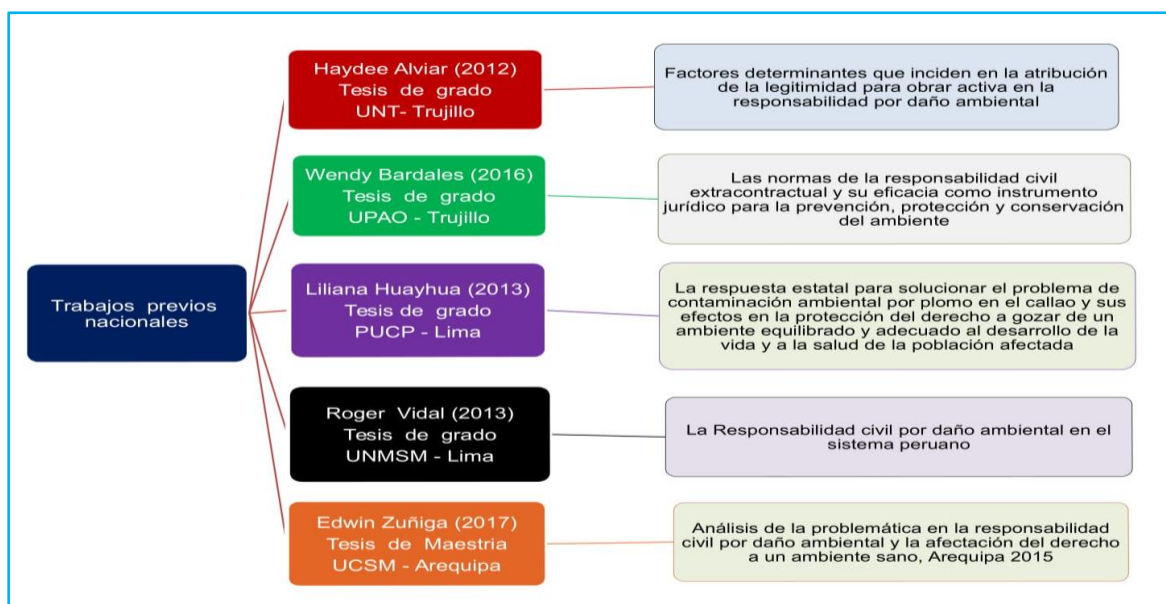 Trabajos previos
nacionales
Haydee Alviar (2012)
Tesis de grado
UNT- Trujillo
Factores determinantes que inciden en la atribución
de la legitimidad para obrar activa en la
responsabilidad por daño ambiental
Wendy Bardales (2016)
Tesis de grado
UPAO - Trujillo
Las normas de la responsabilidad civil
extracontractual y su eficacia como instrumento
jurídico para la prevención, protección y conservación
del ambiente
Liliana Huayhua (2013)
Tesis de grado
PUCP - Lima
La respuesta estatal para solucionar el problema de
contaminación ambiental por plomo en el callao y sus
efectos en la protección del derecho a gozar de un
ambiente equilibrado y adecuado al desarrollo de la
vida y a la salud de la población afectada
Roger Vidal (2013)
Tesis de grado
UNMSM - Lima
La Responsabilidad civil por daño ambiental en el
sistema peruano
Edwin Zuñiga (2017)
Tesis de Maestria
UCSM - Arequipa
Análisis de la problemática en la responsabilidad
civil por daño ambiental y la afectación del derecho
a un ambiente sano, Arequipa 2015